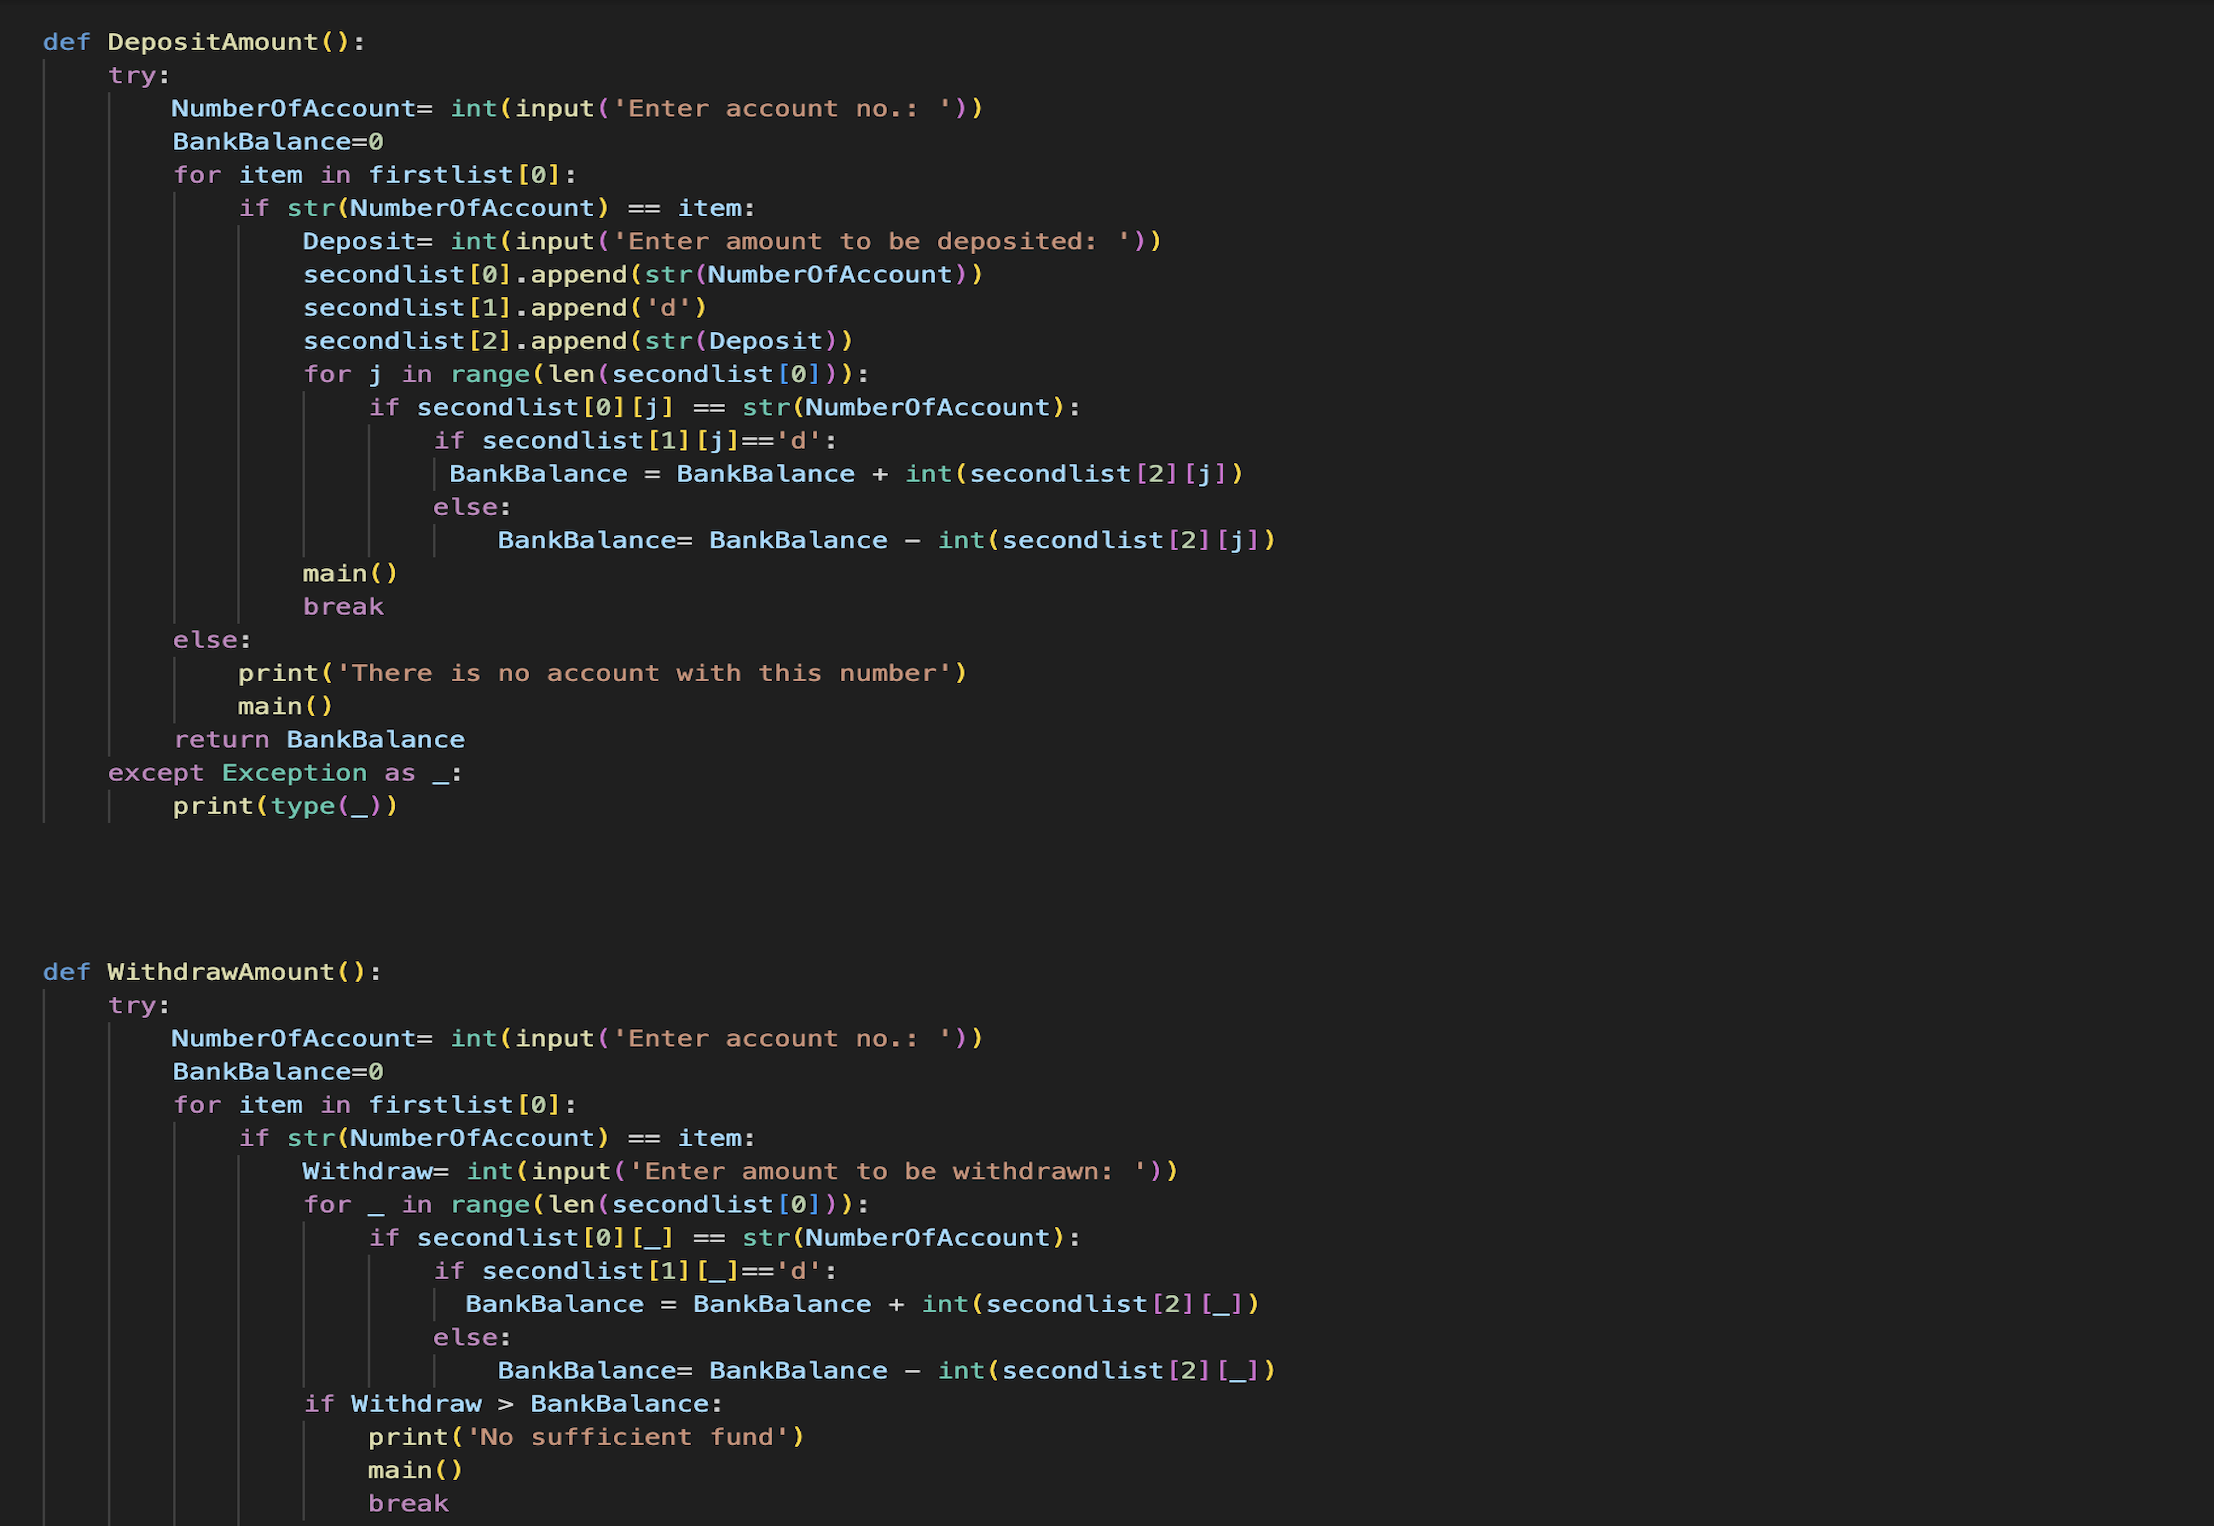 def DepositAmount():
    try:
        NumberOfAccount= int(input('Enter account no.: '))
        BankBalance=0
        for item in firstlist[0]:
            if str(NumberOfAccount) == item:
                Deposit= int(input('Enter amount to be deposited: '))
                secondlist[0].append(str(NumberOfAccount))
                secondlist[1].append('d')
                secondlist[2].append(str(Deposit))
                for j in range(len(secondlist[0])):
                    if secondlist[0][j] == str(NumberOfAccount):
                        if secondlist[1][j]=='d':
                         BankBalance = BankBalance + int(secondlist[2][j])
                        else:
                            BankBalance= BankBalance - int(secondlist[2][j])
                main()
                break
        else:
            print('There is no account with this number')
            main()
        return BankBalance
    except Exception as _:
        print(type(_))
def WithdrawAmount():
    try:
        NumberOfAccount= int(input('Enter account no.: '))
        BankBalance=0
        for item in firstlist[0]:
            if str(NumberOfAccount) == item:
                Withdraw= int(input('Enter amount to be withdrawn: '))
                for _ in range(len(secondlist[0])):
                    if secondlist[0][_] == str(NumberOfAccount):
                        if secondlist[1][_]=='d':
                          BankBalance = BankBalance + int(secondlist[2][_])
                        else:
                            BankBalance= BankBalance - int(secondlist[2][_])
                if Withdraw > BankBalance:
                    print('No sufficient fund')
                    main()
                    break